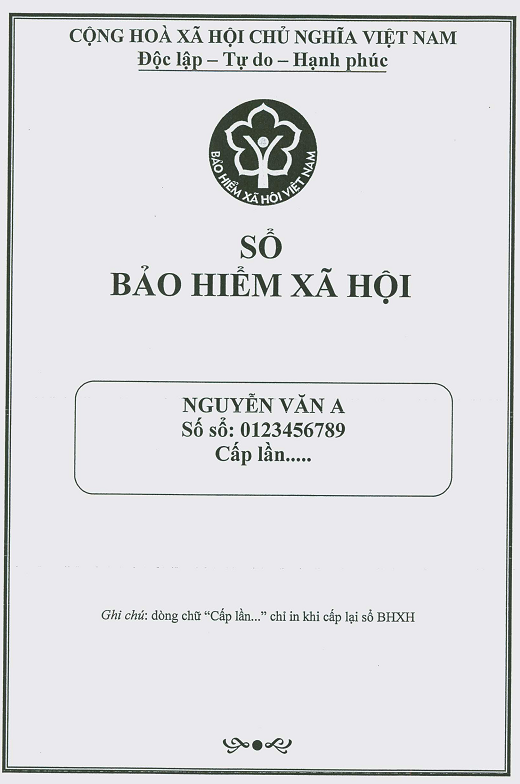 CỘNG HOÀ XÃ HỘI CHỦ NGHĨA VIỆT NAM
Độc lập – Tự do – Hạnh phúc
BẢO HIỂM XÃ HỘI VIỆT NAM
SỔ
BẢO HIỂM XÃ HỘI
NGUYỄN VĂN A
Số sổ: 0123456789
Cấp lần.....
Ghi chú: dòng chữ “Cấp lần...” chỉ in khi cấp lại sổ BHXH